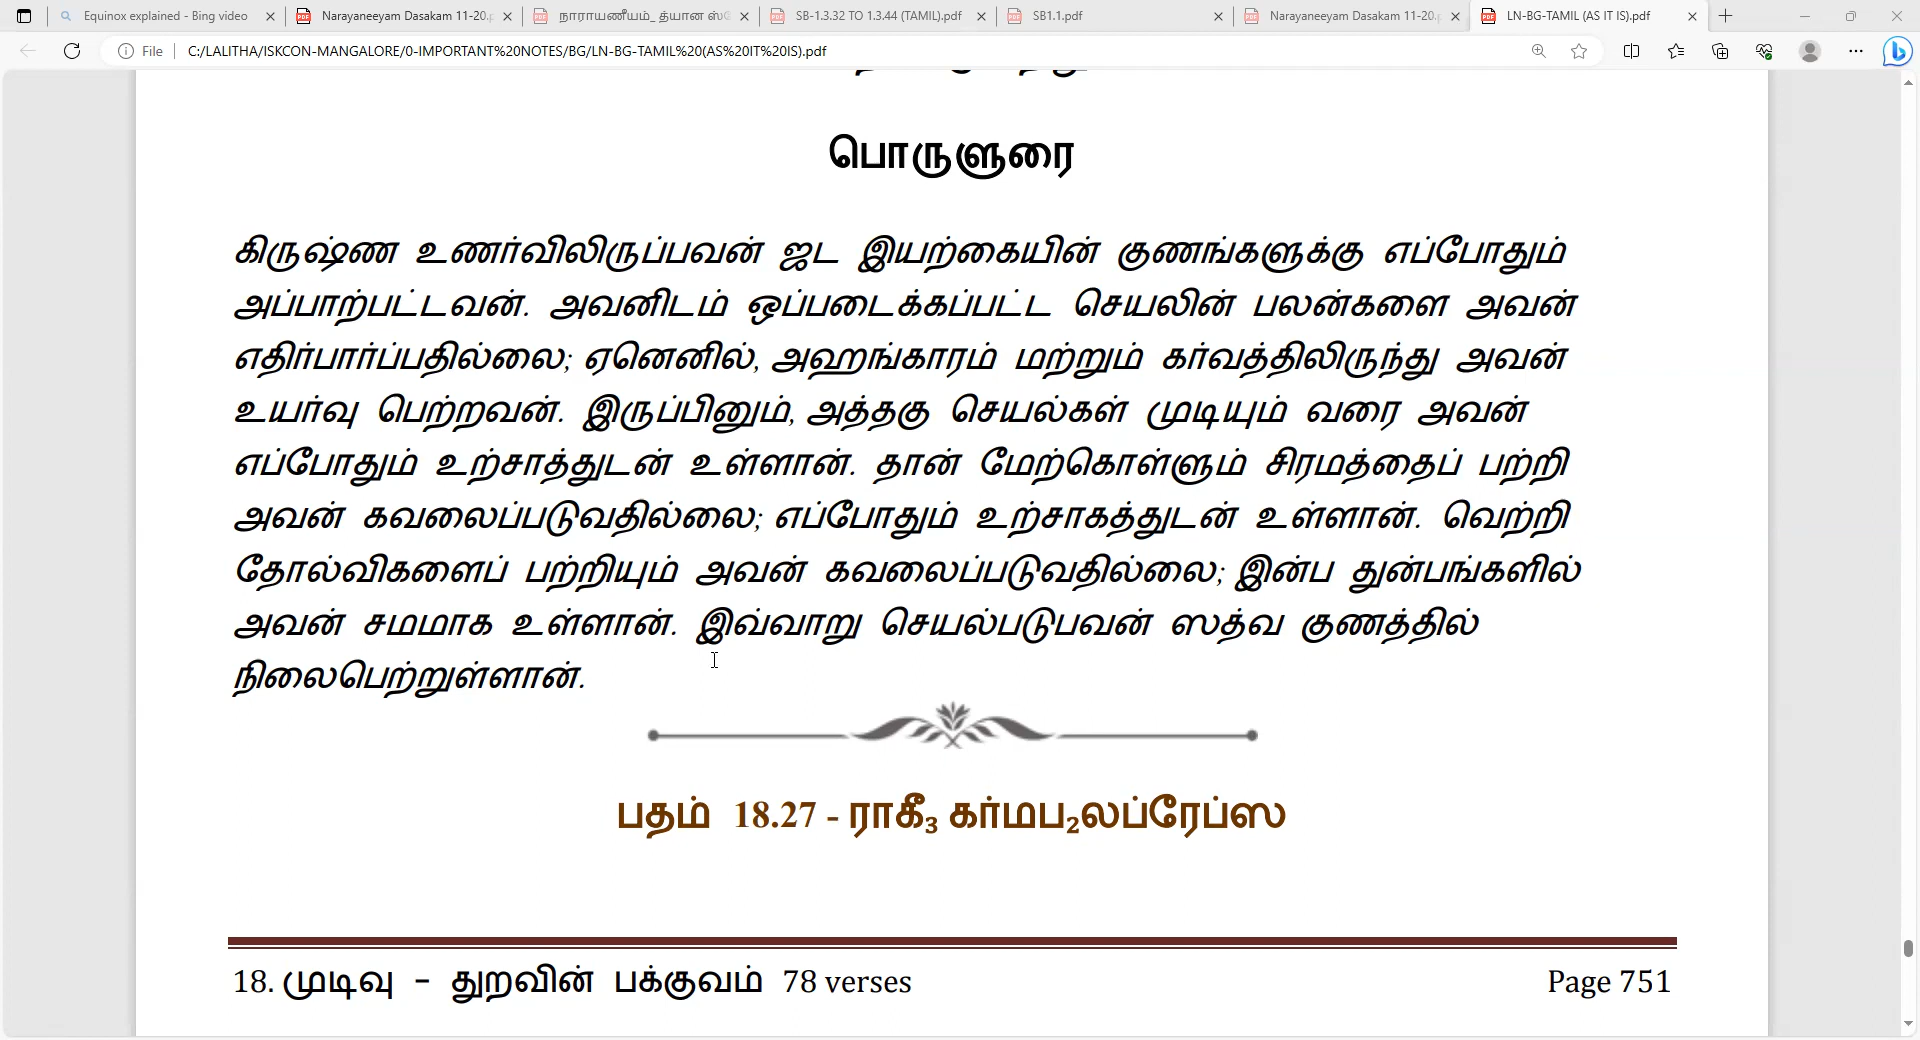 Equinox explained - Bing video
Narayaneeyam Dasakam 11-20.
SB-1.3.32 TO 1.3.44 (TAMIL).pdf
SB1.1.pdf
Narayaneeyam Dasakam 11-20.
LN-BG-TAMIL (AS IT IS).pdf
File
C:/LALITHA/ISKCON-MANGALORE/0-IMPORTANT%20NOTES/BG/LN-BG-TAMIL%20(AS%20IT%20IS).pdf
பொருளுரை
கிருஷ்ண உணர்விலிருப்பவன் ஜட இயற்கையின் குணங்களுக்கு எப்போதும்
அப்பாற்பட்டவன். அவனிடம் ஒப்படைக்கப்பட்ட செயலின் பலன்களை அவன்
எதிர்பார்ப்பதில்லை; ஏனெனில், அஹங்காரம் மற்றும் கர்வத்திலிருந்து அவன்
உயர்வு பெற்றவன். இருப்பினும், அத்தகு செயல்கள் முடியும் வரை அவன்
எப்போதும் உற்சாத்துடன் உள்ளான். தான் மேற்கொள்ளும் சிரமத்தைப் பற்றி
அவன் கவலைப்படுவதில்லை; எப்போதும் உற்சாகத்துடன் உள்ளான். வெற்றி
தோல்விகளைப் பற்றியும் அவன் கவலைப்படுவதில்லை; இன்ப துன்பங்களில்
அவன் சமமாக உள்ளான். இவ்வாறு செயல்படுபவன் ஸத்வ குணத்தில்
நிலைபெற்றுள்ளான்.
பதம் 18.27 - ராகீ₃ கர்மப₂லப்ரேப்ஸ
18. முடிவு – துறவின் பக்குவம் 78 verses
Page 751